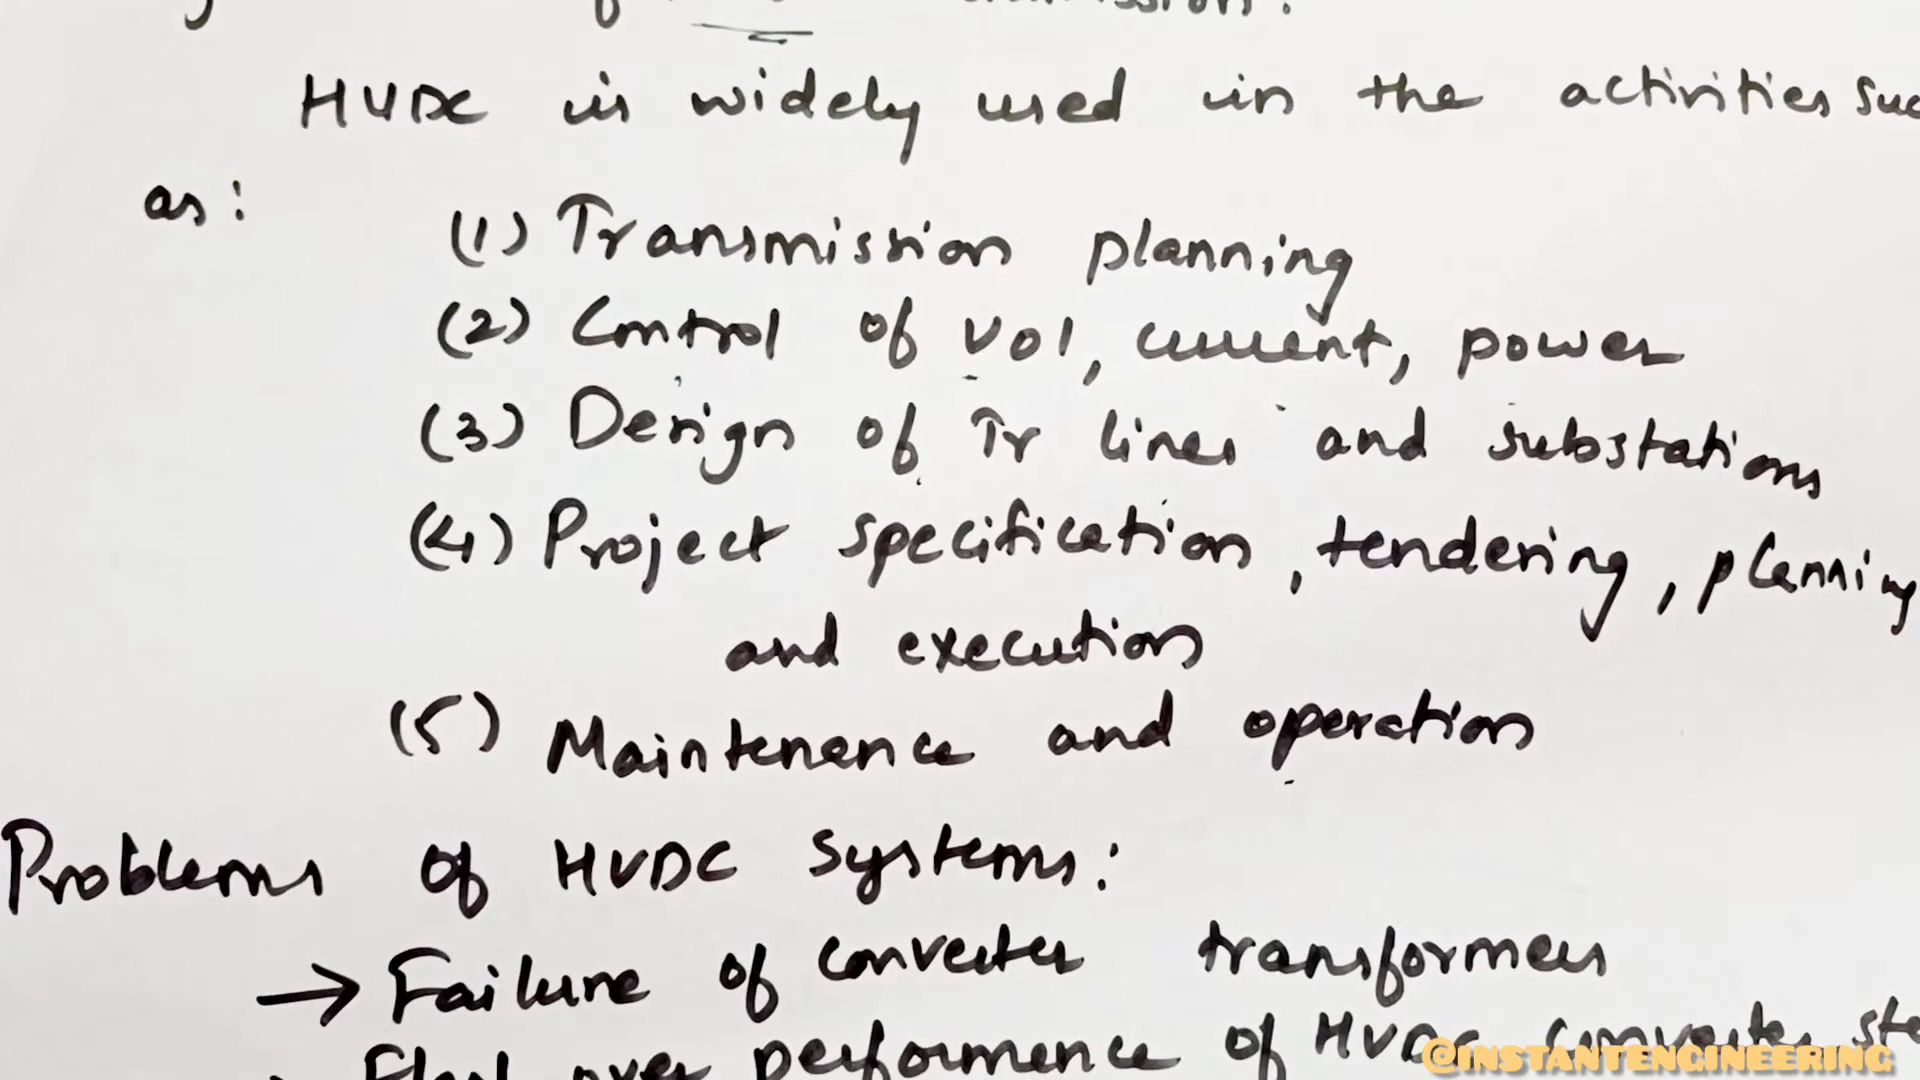 HVDC is widely used in the activities
as:
(1) Transmission planning
(2) Control of vol, current, power
(3) Design of Tr lines and substations
(4) Project specification, tendering, planning
and execution
(5) Maintenence and operation
Problems of HVDC Systems:
→ Failure of converter transformers
over performence of HVDC converter
@INSTANTENGINEERING